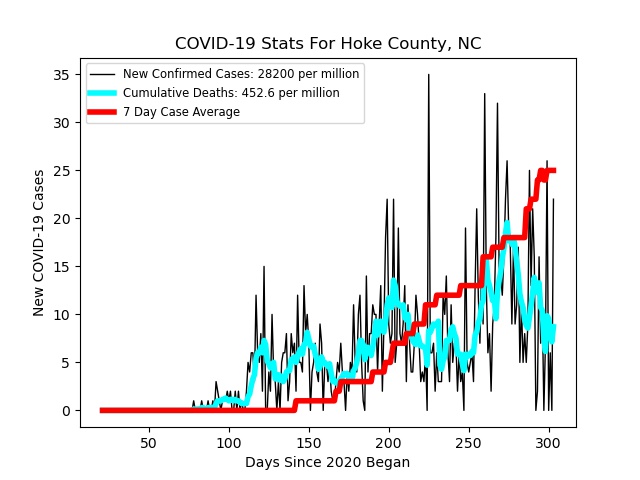 COVID-19 Stats For Hoke County, NC
New Confirmed Cases: 28200 per million
Cumulative Deaths: 452.6 per million
7 Day Case Average
35
30
25
20
15
10
5
0
New COVID-19 Cases
50 100 150 200 250 300
Days Since 2020 Began